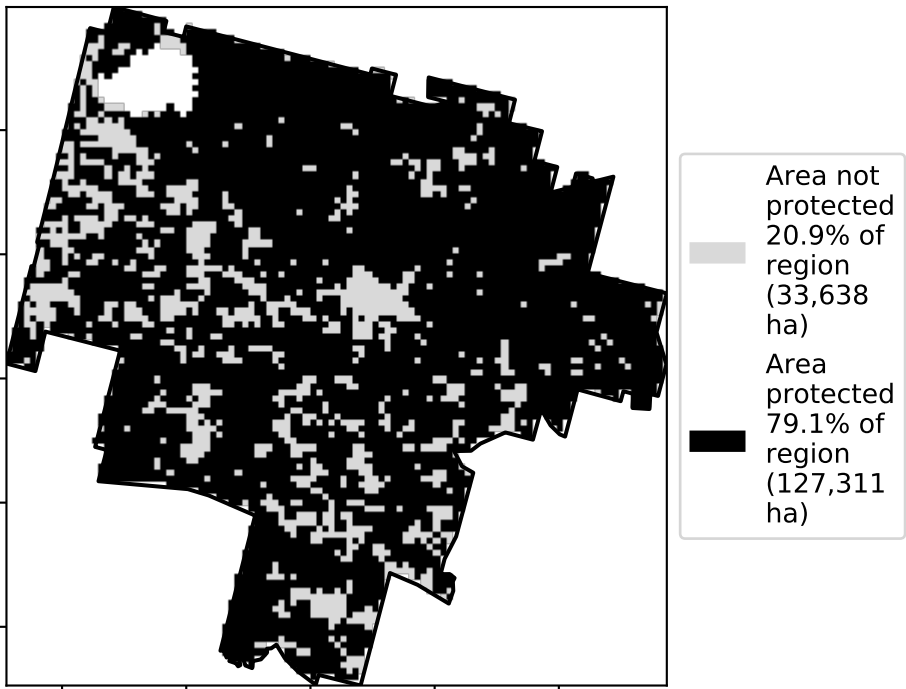 Area not
protected
20.9% of
region
(33,638
ha)
Area
protected
79.1% of
region
(127,311
ha)